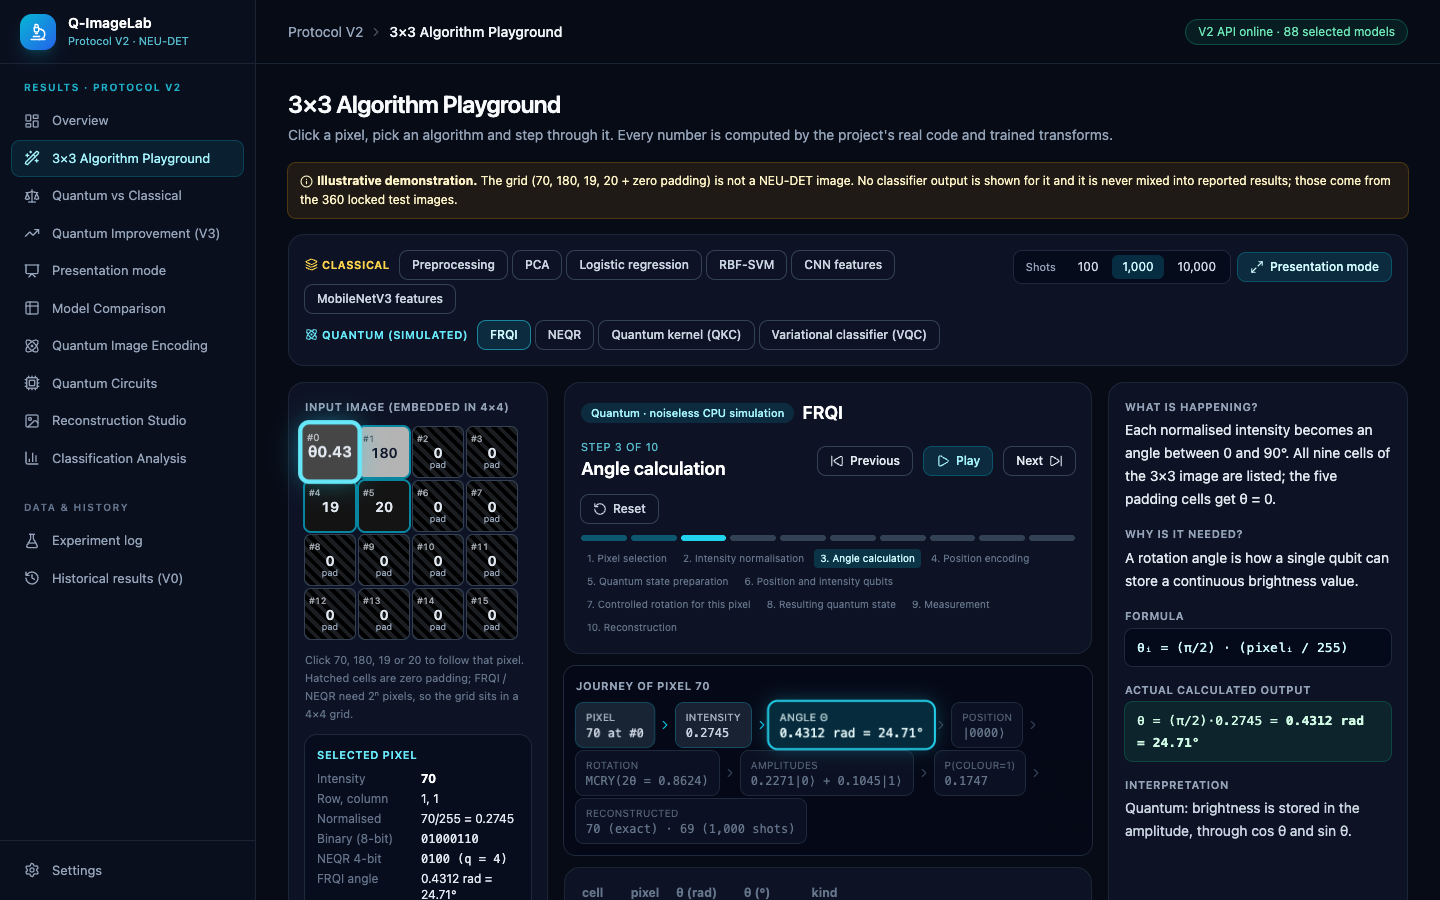 Q-ImageLab
Protocol V2 · NEU-DET
RESULTS · PROTOCOL V2
Overview
3×3 Algorithm Playground
Quantum vs Classical
Quantum Improvement (V3)
Presentation mode
Model Comparison
Quantum Image Encoding
Quantum Circuits
Reconstruction Studio
Classification Analysis
DATA & HISTORY
Experiment log
Historical results (V0)
Settings
Protocol V2 > 3×3 Algorithm Playground
V2 API online · 88 selected models
3×3 Algorithm Playground
Click a pixel, pick an algorithm and step through it. Every number is computed by the project's real code and trained transforms.
Illustrative demonstration. The grid (70, 180, 19, 20 + zero padding) is not a NEU-DET image. No classifier output is shown for it and it is never mixed into reported results; those come from
the 360 locked test images.
CLASSICAL Preprocessing PCA Logistic regression RBF-SVM CNN features
MobileNetV3 features
Shots 100 1,000 10,000 Presentation mode
QUANTUM (SIMULATED) FRQI NEQR Quantum kernel (QKC) Variational classifier (VQC)
INPUT IMAGE (EMBEDDED IN 4×4)
#0 #1 #2 #3
θ0.43 180 0 0
pad pad
#4 #5 #6 #7
19 20 0 0
pad pad
#8 #9 #10 #11
0 0 0 0
pad pad pad pad
#12 #13 #14 #15
0 0 0 0
pad pad pad pad
Click 70, 180, 19 or 20 to follow that pixel.
Hatched cells are zero padding; FRQI /
NEQR need 2ⁿ pixels, so the grid sits in a
4×4 grid.
SELECTED PIXEL
Intensity 70
Row, column 1, 1
Normalised 70/255 = 0.2745
Binary (8-bit) 01000110
NEQR 4-bit 0100 (q = 4)
FRQI angle 0.4312 rad =
24.71°
Quantum · noiseless CPU simulation FRQI
STEP 3 OF 10
Angle calculation
Previous Play Next
Reset
1. Pixel selection 2. Intensity normalisation 3. Angle calculation 4. Position encoding
5. Quantum state preparation 6. Position and intensity qubits
7. Controlled rotation for this pixel 8. Resulting quantum state 9. Measurement
10. Reconstruction
JOURNEY OF PIXEL 70
PIXEL
70 at #0
INTENSITY
0.2745
ANGLE Θ
0.4312 rad = 24.71°
POSITION
|0000⟩
ROTATION
MCRY(2θ = 0.8624)
AMPLITUDES
0.2271|0⟩ + 0.1045|1⟩
P(COLOUR=1)
0.1747
RECONSTRUCTED
70 (exact) · 69 (1,000 shots)
cell pixel θ (rad) θ (°) kind
WHAT IS HAPPENING?
Each normalised intensity becomes an
angle between 0 and 90°. All nine cells of
the 3×3 image are listed; the five
padding cells get θ = 0.
WHY IS IT NEEDED?
A rotation angle is how a single qubit can
store a continuous brightness value.
FORMULA
θᵢ = (π/2) · (pixelᵢ / 255)
ACTUAL CALCULATED OUTPUT
θ = (π/2)·0.2745 = 0.4312 rad
= 24.71°
INTERPRETATION
Quantum: brightness is stored in the
amplitude, through cos θ and sin θ.